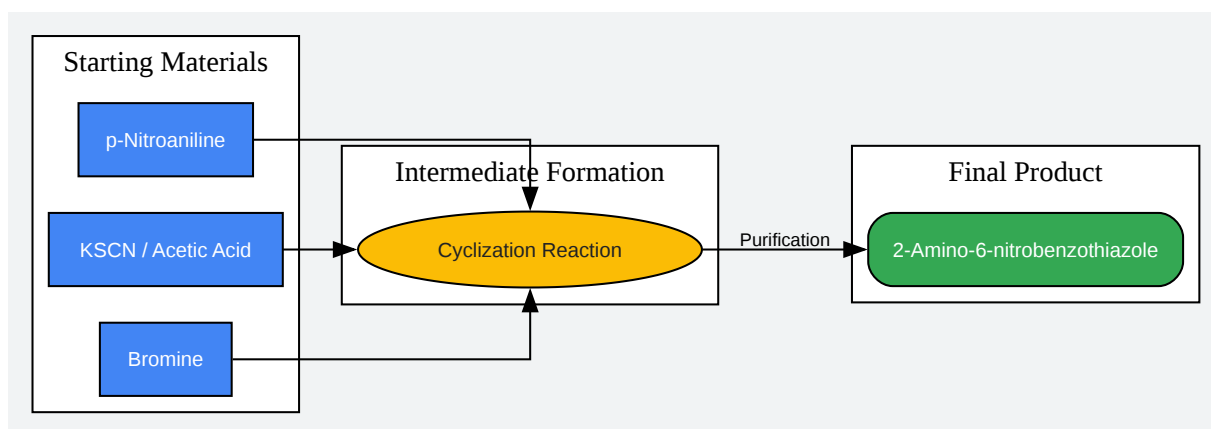 Starting Materials
p-Nitroaniline
KSCN / Acetic Acid
Bromine
Intermediate Formation
Cyclization Reaction
Purification
Final Product
2-Amino-6-nitrobenzothiazole